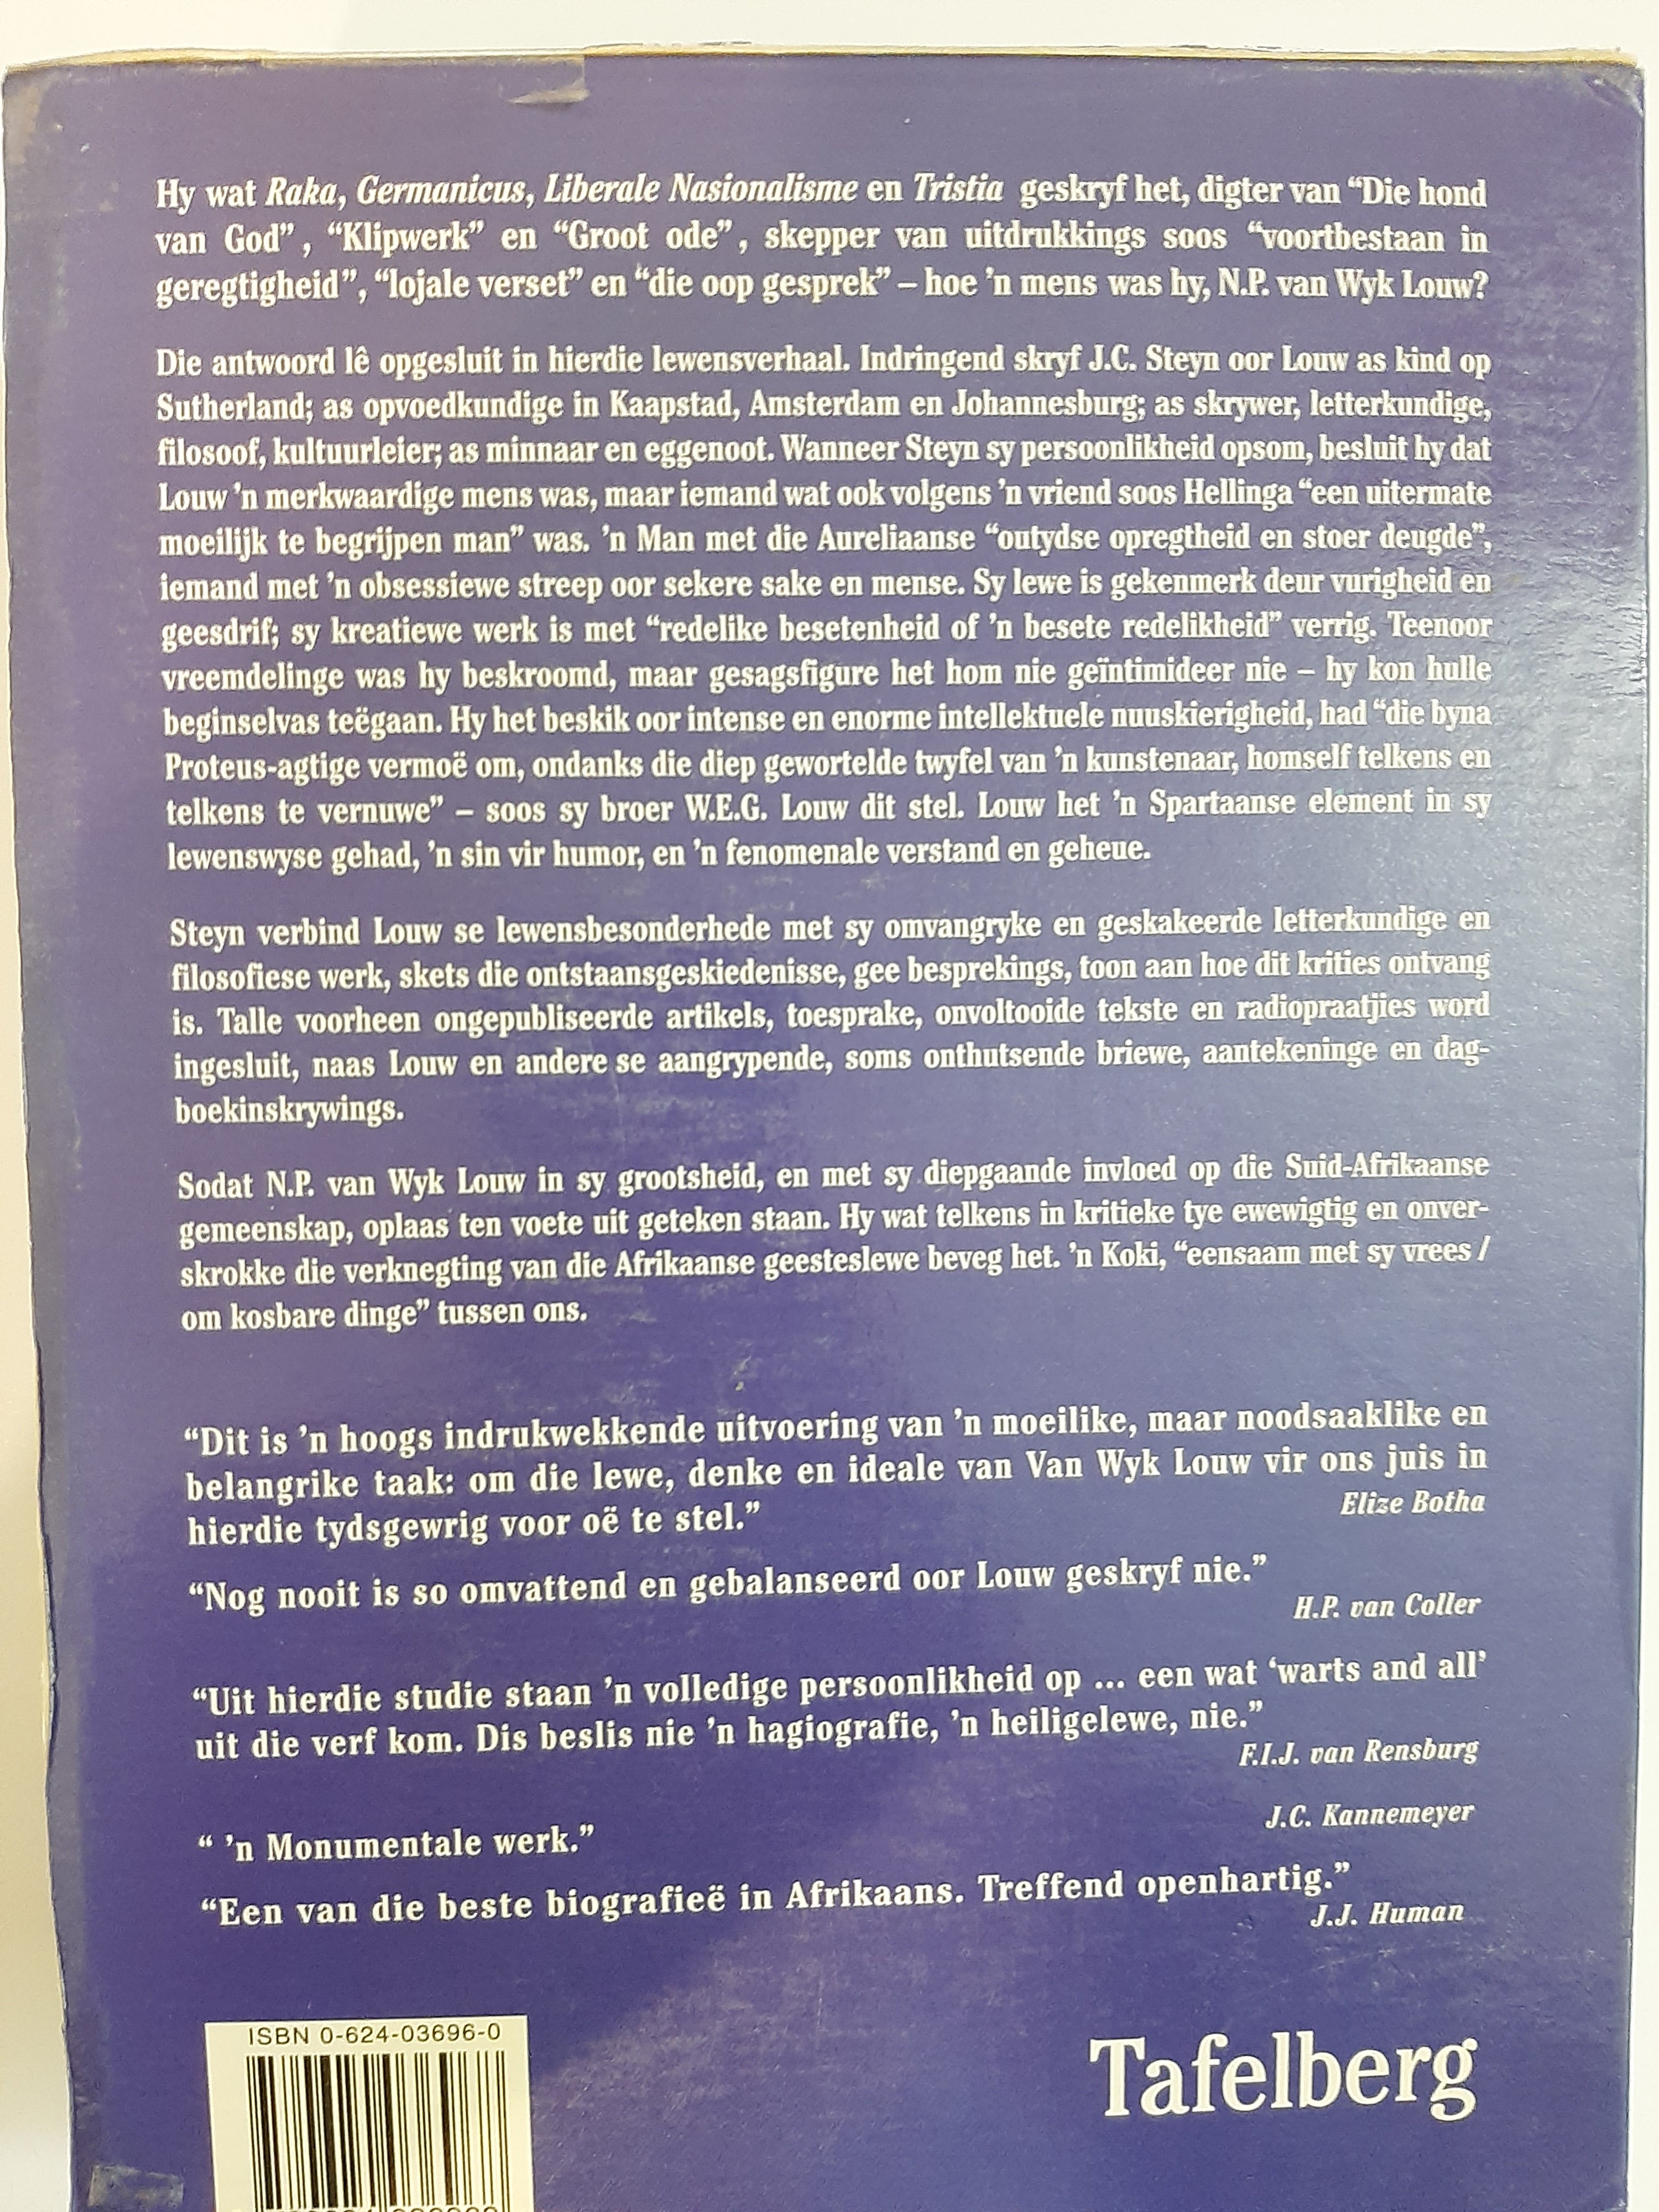 Hy wat Raka, Germanicus, Liberale Nasionalisme en Tristia geskryf het, digter van “Die hond
van God”, “Klipwerk” en “Groot ode”, skepper van uitdrukkings soos “voortbestaan in
geregtigheid”, “lojale verset” en “die oop gesprek” – hoe ’n mens was hy, N.P. van Wyk Louw?
Die antwoord lê opgesluit in hierdie lewensverhaal. Indringend skryf J.C. Steyn oor Louw as kind op
Sutherland; as opvoedkundige in Kaapstad, Amsterdam en Johannesburg; as skrywer, letterkundige,
filosoof, kultuurleier; as minnaar en eggenoot. Wanneer Steyn sy persoonlikheid opsom, besluit hy dat
Louw ’n merkwaardige mens was, maar iemand wat ook volgens ’n vriend soos Hellinga “een uitermate
moeilijk te begrijpen man” was. ’n Man met die Aureliaanse “outydse opregtheid en stoer deugde”,
iemand met ’n obsessiewe streep oor sekere sake en mense. Sy lewe is gekenmerk deur vurigheid en
geesdrif; sy kreatiewe werk is met “redelike besetenheid of ’n besete redelikheid” verrig. Teenoor
vreemdelinge was hy beskroomd, maar gesagsfigure het hom nie geïntimideer nie – hy kon hulle
beginselvas teëgaan. Hy het beskik oor intense en enorme intellektuele nuuskierigheid, had “die byna
Proteus-agtige vermoë om, ondanks die diep gewortelde twyfel van ’n kunstenaar, homself telkens en
telkens te vernuwe” – soos sy broer W.E.G. Louw dit stel. Louw het ’n Spartaanse element in sy
lewenswyse gehad, ’n sin vir humor, en ’n fenomenale verstand en geheue.
Steyn verbind Louw se lewensbesonderhede met sy omvangryke en geskakeerde letterkundige en
filosofiese werk, skets die ontstaansgeskiedenisse, gee besprekings, toon aan hoe dit krities ontvang
is. Talle voorheen ongepubliseerde artikels, toesprake, onvoltooide tekste en radiopraatjies word
ingesluit, naas Louw en andere se aangrypende, soms onthutsende briewe, aantekeninge en dag-
boekinskrywings.
Sodat N.P. van Wyk Louw in sy grootsheid, en met sy diepgaande invloed op die Suid-Afrikaanse
gemeenskap, oplaas ten voete uit geteken staan. Hy wat telkens in kritieke tye ewewigtig en onver-
skrokke die verknegting van die Afrikaanse geesteslewe beveg het. ’n Koki, “eensaam met sy vrees /
om kosbare dinge” tussen ons.
“Dit is ’n hoogs indrukwekkende uitvoering van ’n moeilike, maar noodsaaklike en
belangrike taak: om die lewe, denke en ideale van Van Wyk Louw vir ons juis in
hierdie tydsgewrig voor oë te stel.”
Elize Botha
“Nog nooit is so omvattend en gebalanseerd oor Louw geskryf nie.”
H.P. van Coller
“Uit hierdie studie staan ’n volledige persoonlikheid op ... een wat ‘warts and all’
uit die verf kom. Dis beslis nie ’n hagiografie, ’n heiligelewe, nie.”
F.I.J. van Rensburg
“ ’n Monumentale werk.”
J.C. Kannemeyer
“Een van die beste biografieë in Afrikaans. Treffend openhartig.”
J.J. Human
ISBN 0-624-03696-0
Tafelberg